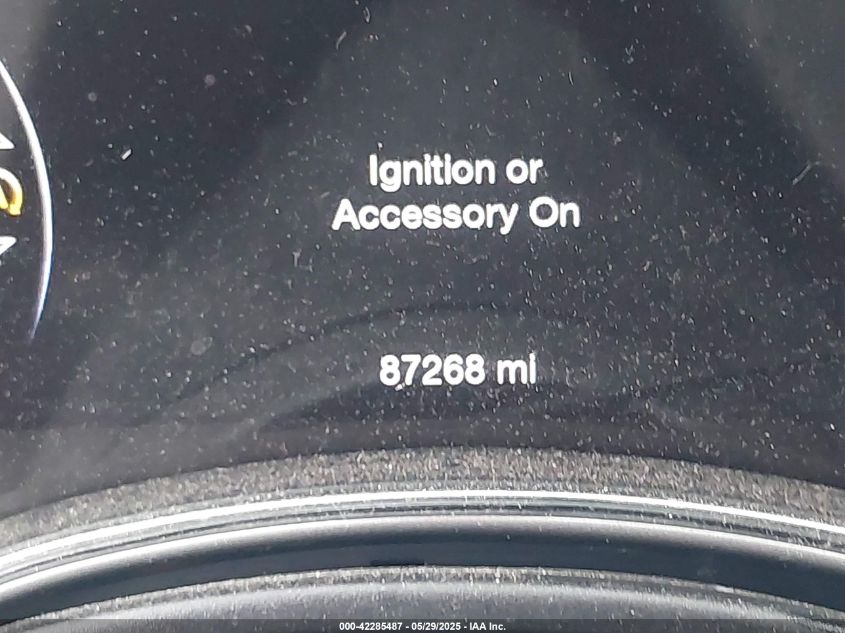 Ignition or
Accessory On
87268 mi
000-42285487 - 05/29/2025 - IAA Inc.